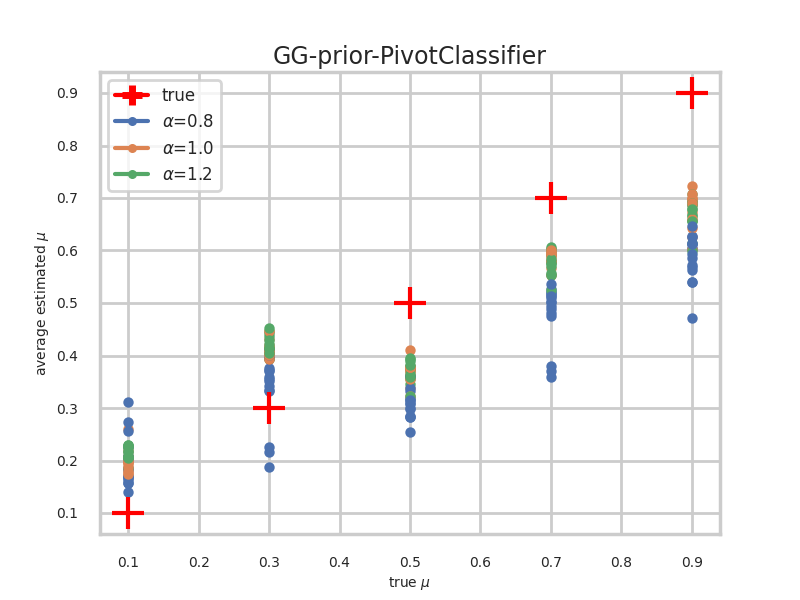 GG-prior-PivotClassifier
true
α=0.8
α=1.0
α=1.2
average estimated μ
0.9
0.8
0.7
0.6
0.5
0.4
0.3
0.2
0.1
0.1 0.2 0.3 0.4 0.5 0.6 0.7 0.8 0.9
true μ